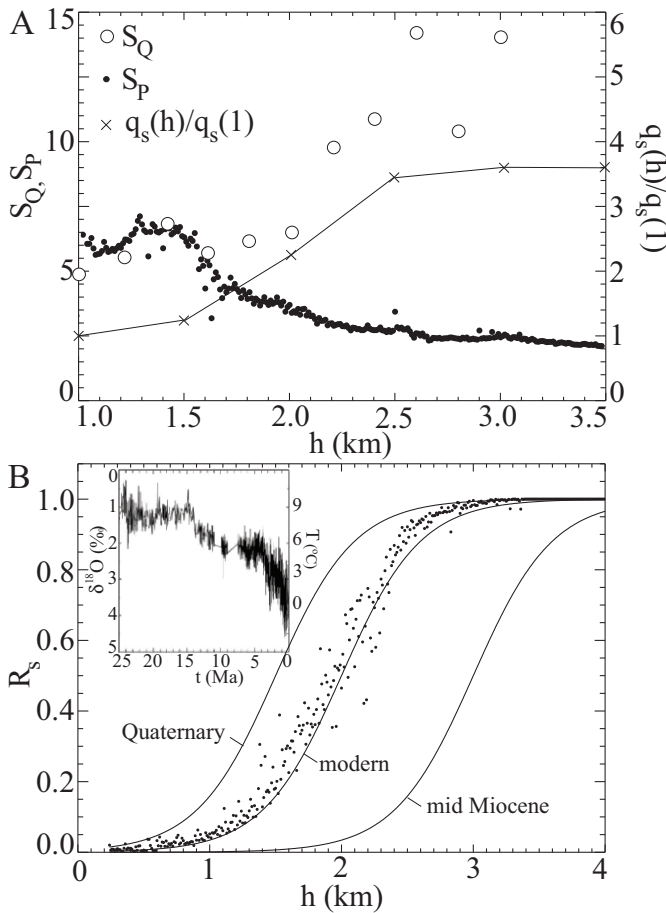 A
15
10
5
0
S_Q, S_P
S_Q
S_P
q_s(h)/q_s(1)
6
5
4
3
2
1
0
q_s(h)/q_s(1)
1.0 1.5 2.0 2.5 3.0 3.5
h (km)
B
1.0
0.8
0.6
0.4
0.2
0.0
R_s
0
1
2
3
4
5
δ¹⁸O (‰)
9
6
3
0
T(°C)
25 20 15 10 5 0
t (Ma)
Quaternary
modern
mid Miocene
0 1 2 3 4
h (km)